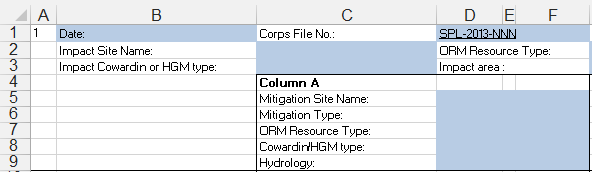 A B C D E F
1 1 Date: Corps File No.: SPL-2013-NNN
2 Impact Site Name: ORM Resource Type:
3 Impact Cowardin or HGM type: Impact area :
4 Column A
5 Mitigation Site Name:
6 Mitigation Type:
7 ORM Resource Type:
8 Cowardin/HGM type:
9 Hydrology: